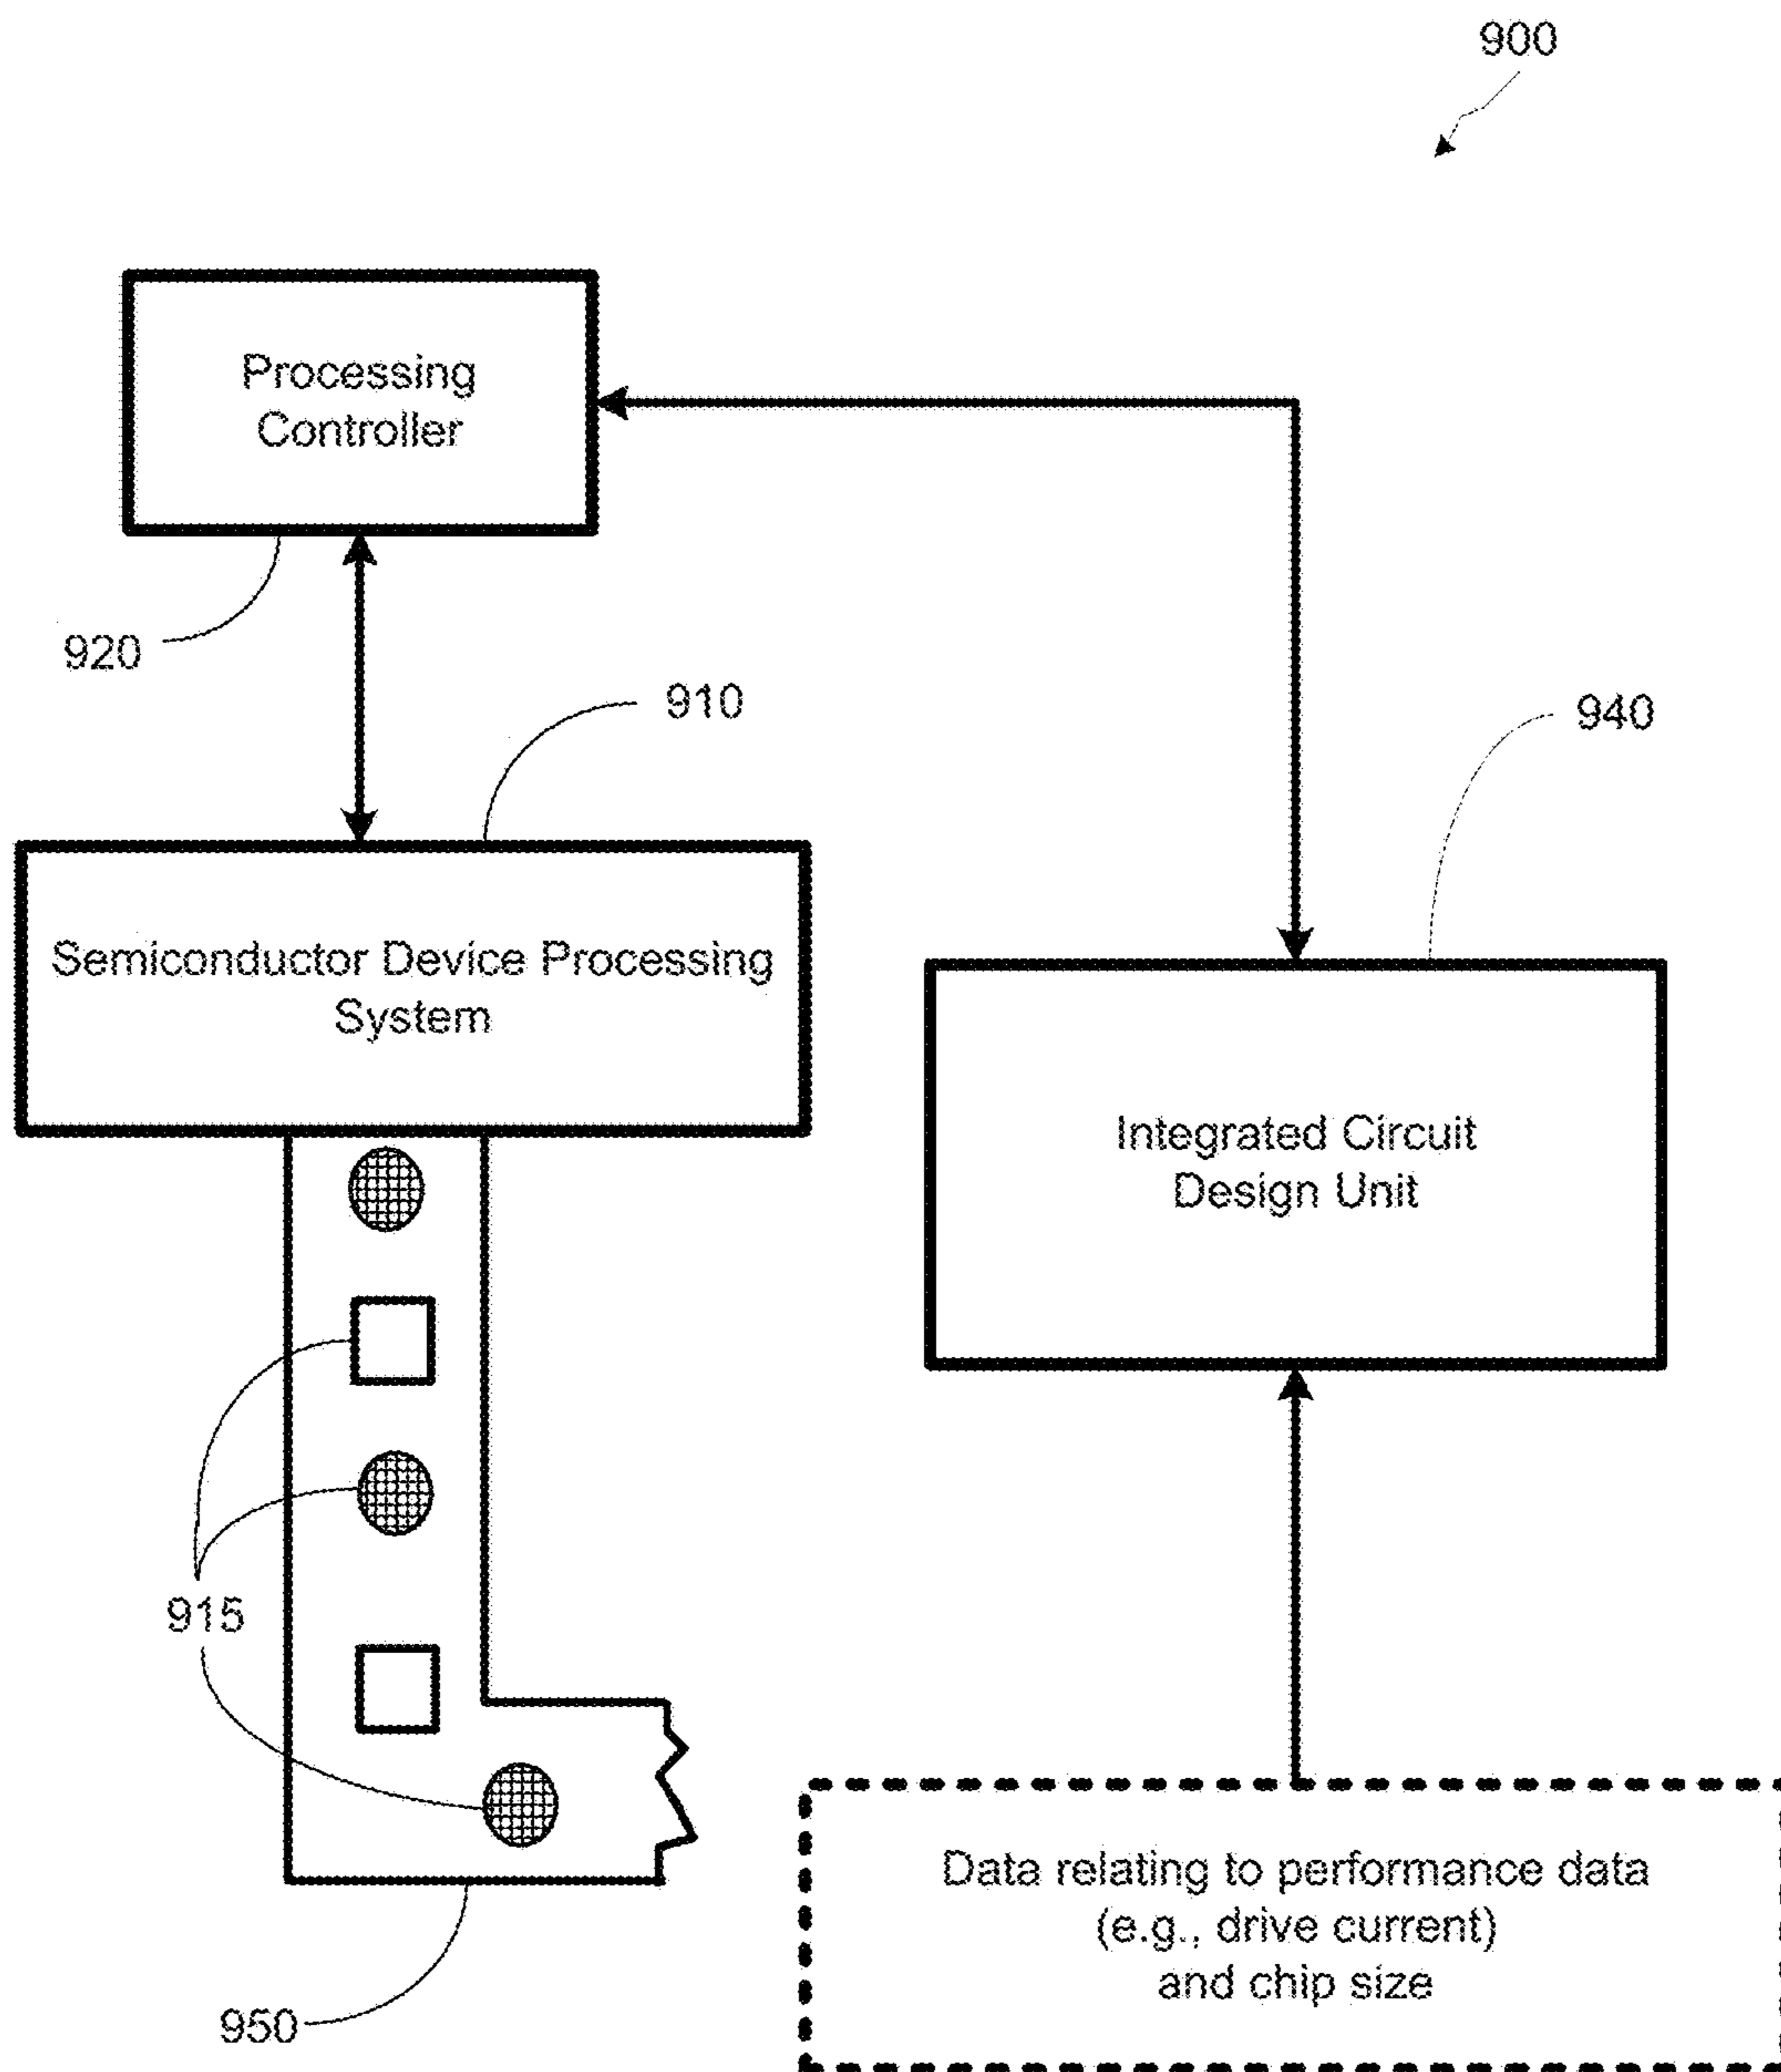 900
Processing
Controller
920
910
940
Semiconductor Device Processing
System
Integrated Circuit
Design Unit
915
Data relating to performance data
(e.g., drive current)
and chip size
950